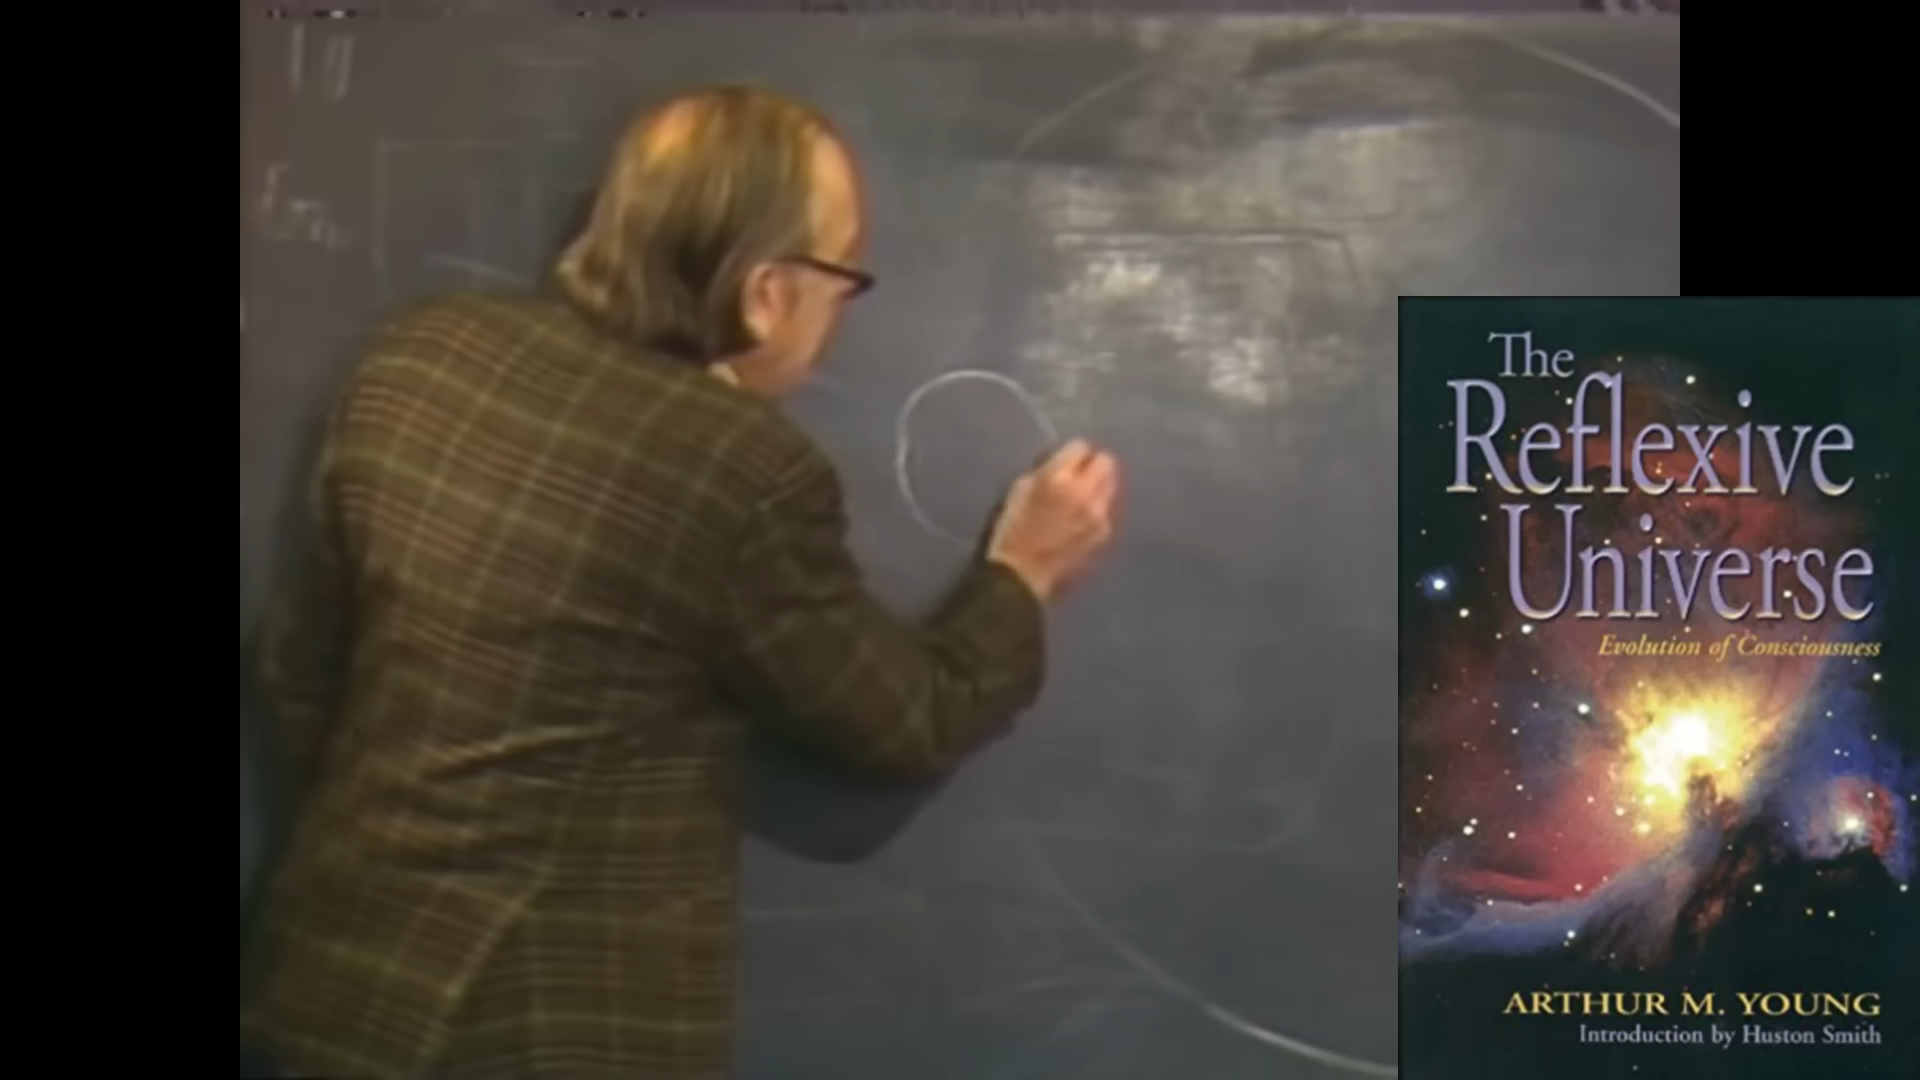 The
Reflexive
Universe
Evolution of Consciousness
ARTHUR M. YOUNG
Introduction by Huston Smith